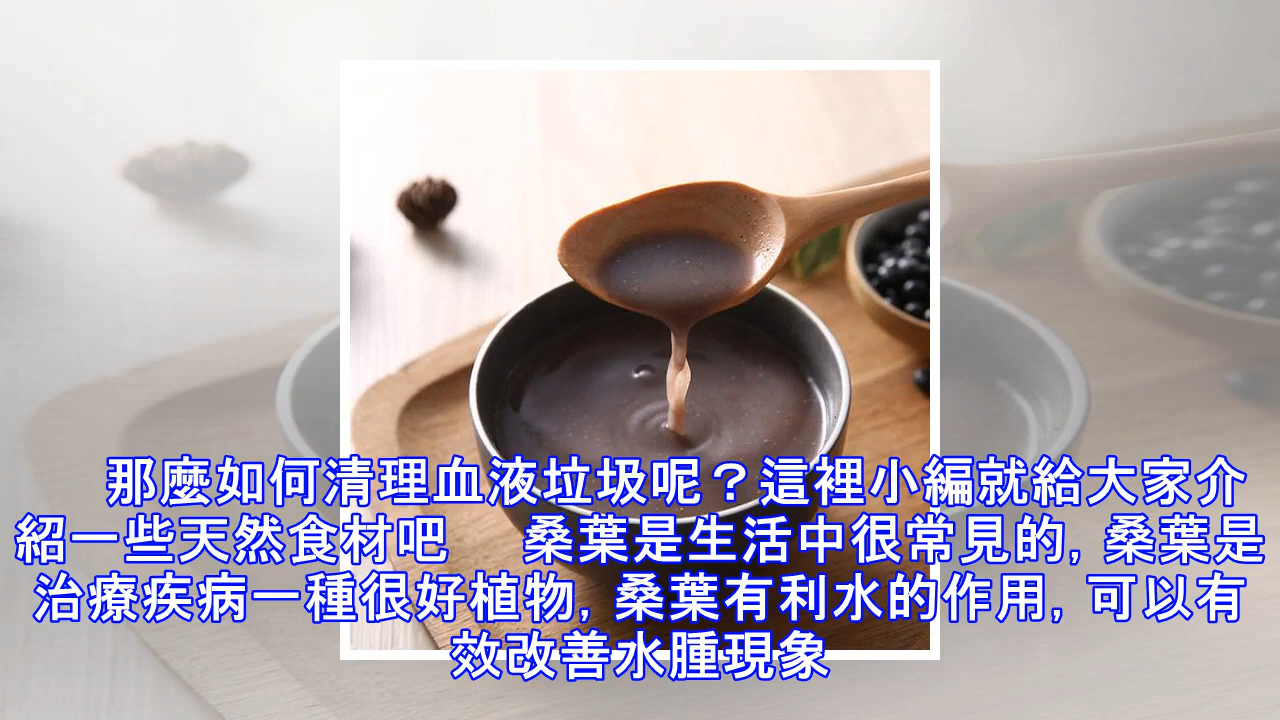 那麼如何清理血液垃圾呢？這裡小編就給大家介
紹一些天然食材吧　桑葉是生活中很常見的, 桑葉是
治療疾病一種很好植物, 桑葉有利水的作用, 可以有
效改善水腫現象